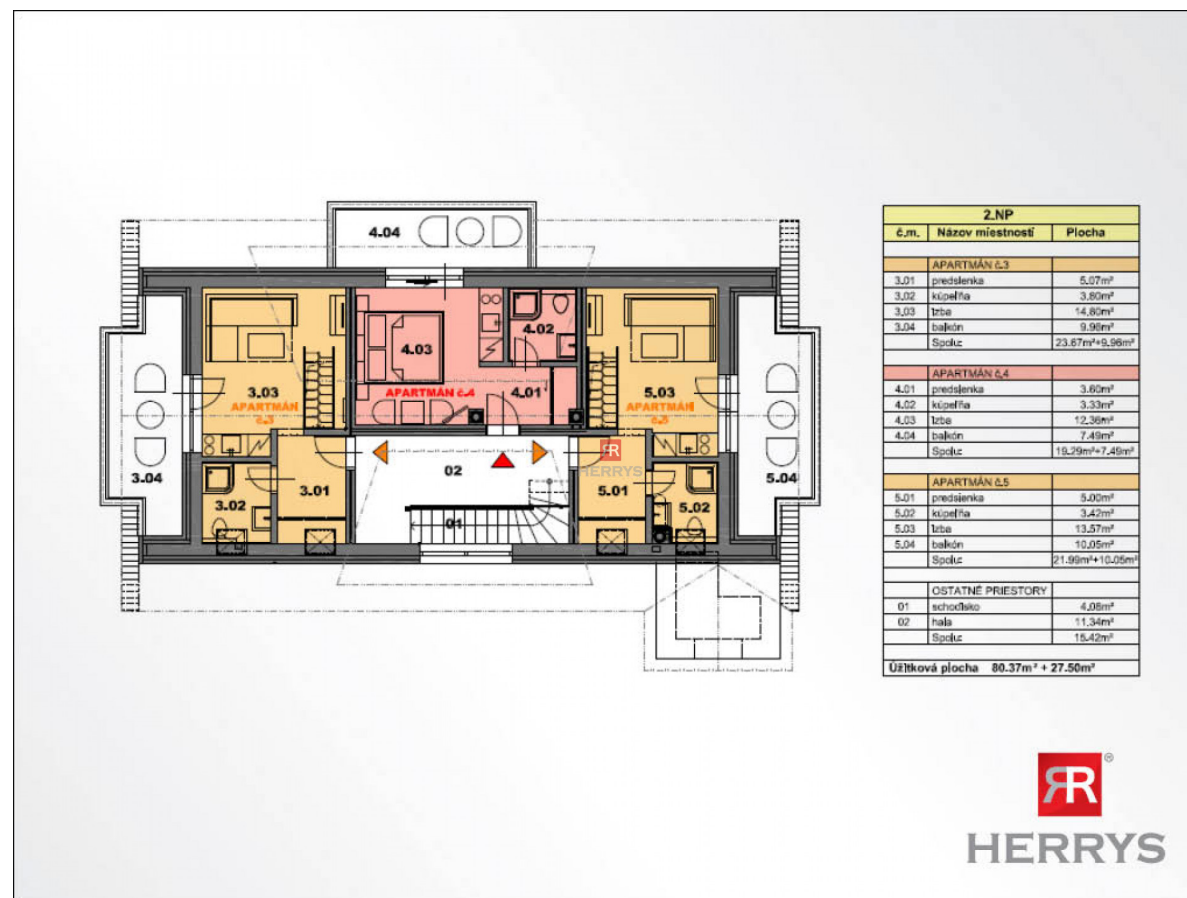 4.04
4.02
4.03
4.01
APARTMÁN č.4
3.03
APARTMÁN
č.3
5.03
APARTMÁN
RR
HERRYS
02
3.01
5.01
3.04
3.02
5.02
5.04
01
2.NP
č.m. Názov miestností Plocha
APARTMÁN č.3
3.01 predsienka 5.07m²
3.02 kúpeľňa 3.80m²
3.03 izba 14.80m²
3.04 balkón 9.96m²
Spolu: 23.67m²+9.96m²
APARTMÁN č.4
4.01 predsienka 3.60m²
4.02 kúpeľňa 3.33m²
4.03 izba 12.36m²
4.04 balkón 7.49m²
Spolu: 19.29m²+7.49m²
APARTMÁN č.5
5.01 predsienka 5.00m²
5.02 kúpeľňa 3.42m²
5.03 izba 13.57m²
5.04 balkón 10.05m²
Spolu: 21.99m²+10.05m²
OSTATNÉ PRIESTORY
01 schodisko 4.08m²
02 hala 11.34m²
Spolu: 15.42m²
Úžitková plocha 80.37m² + 27.50m²
RR®
HERRYS